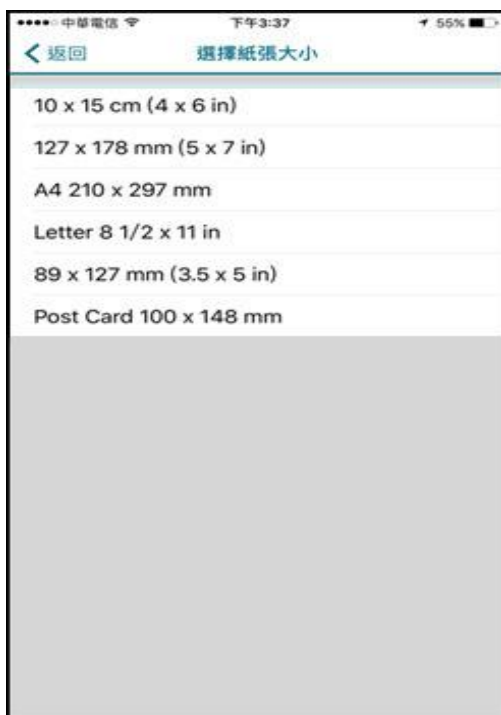 中華電信 下午3:37 55%
返回 選擇紙張大小
10 x 15 cm (4 x 6 in)
127 x 178 mm (5 x 7 in)
A4 210 x 297 mm
Letter 8 1/2 x 11 in
89 x 127 mm (3.5 x 5 in)
Post Card 100 x 148 mm